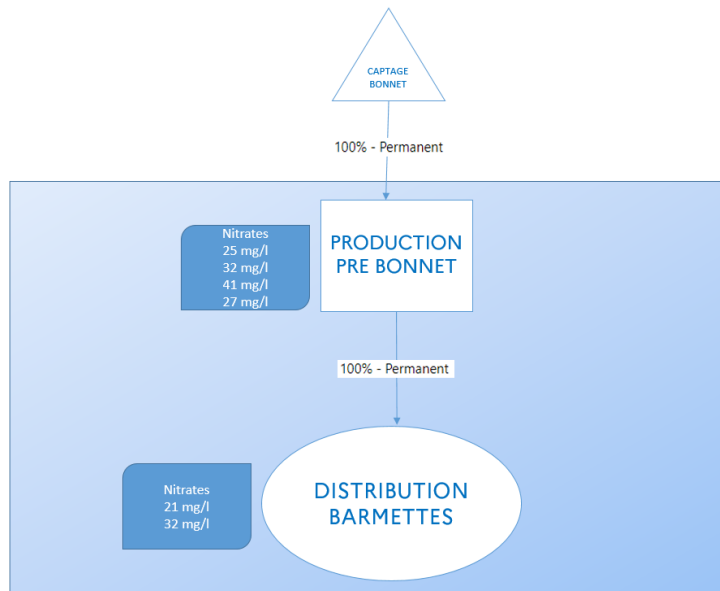 CAPTAGE
BONNET
100% - Permanent
Nitrates
25 mg/l
32 mg/l
41 mg/l
27 mg/l
PRODUCTION
PRE BONNET
100% - Permanent
Nitrates
21 mg/l
32 mg/l
DISTRIBUTION
BARMETTES